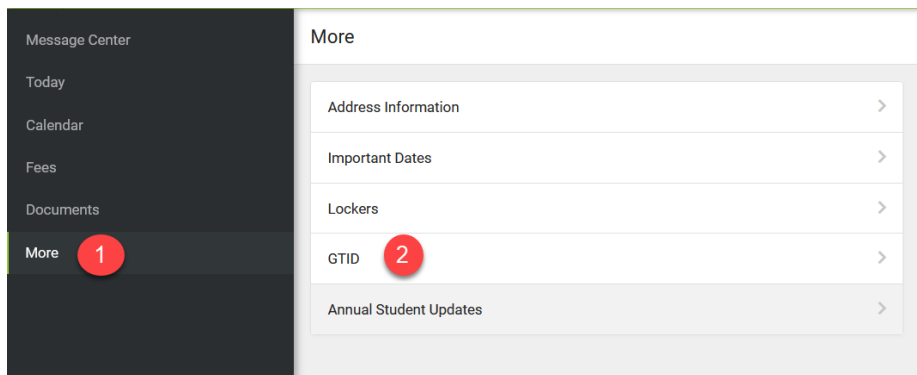 Message Center
Today
Calendar
Fees
Documents
More 1
More
Address Information
Important Dates
Lockers
GTID 2
Annual Student Updates